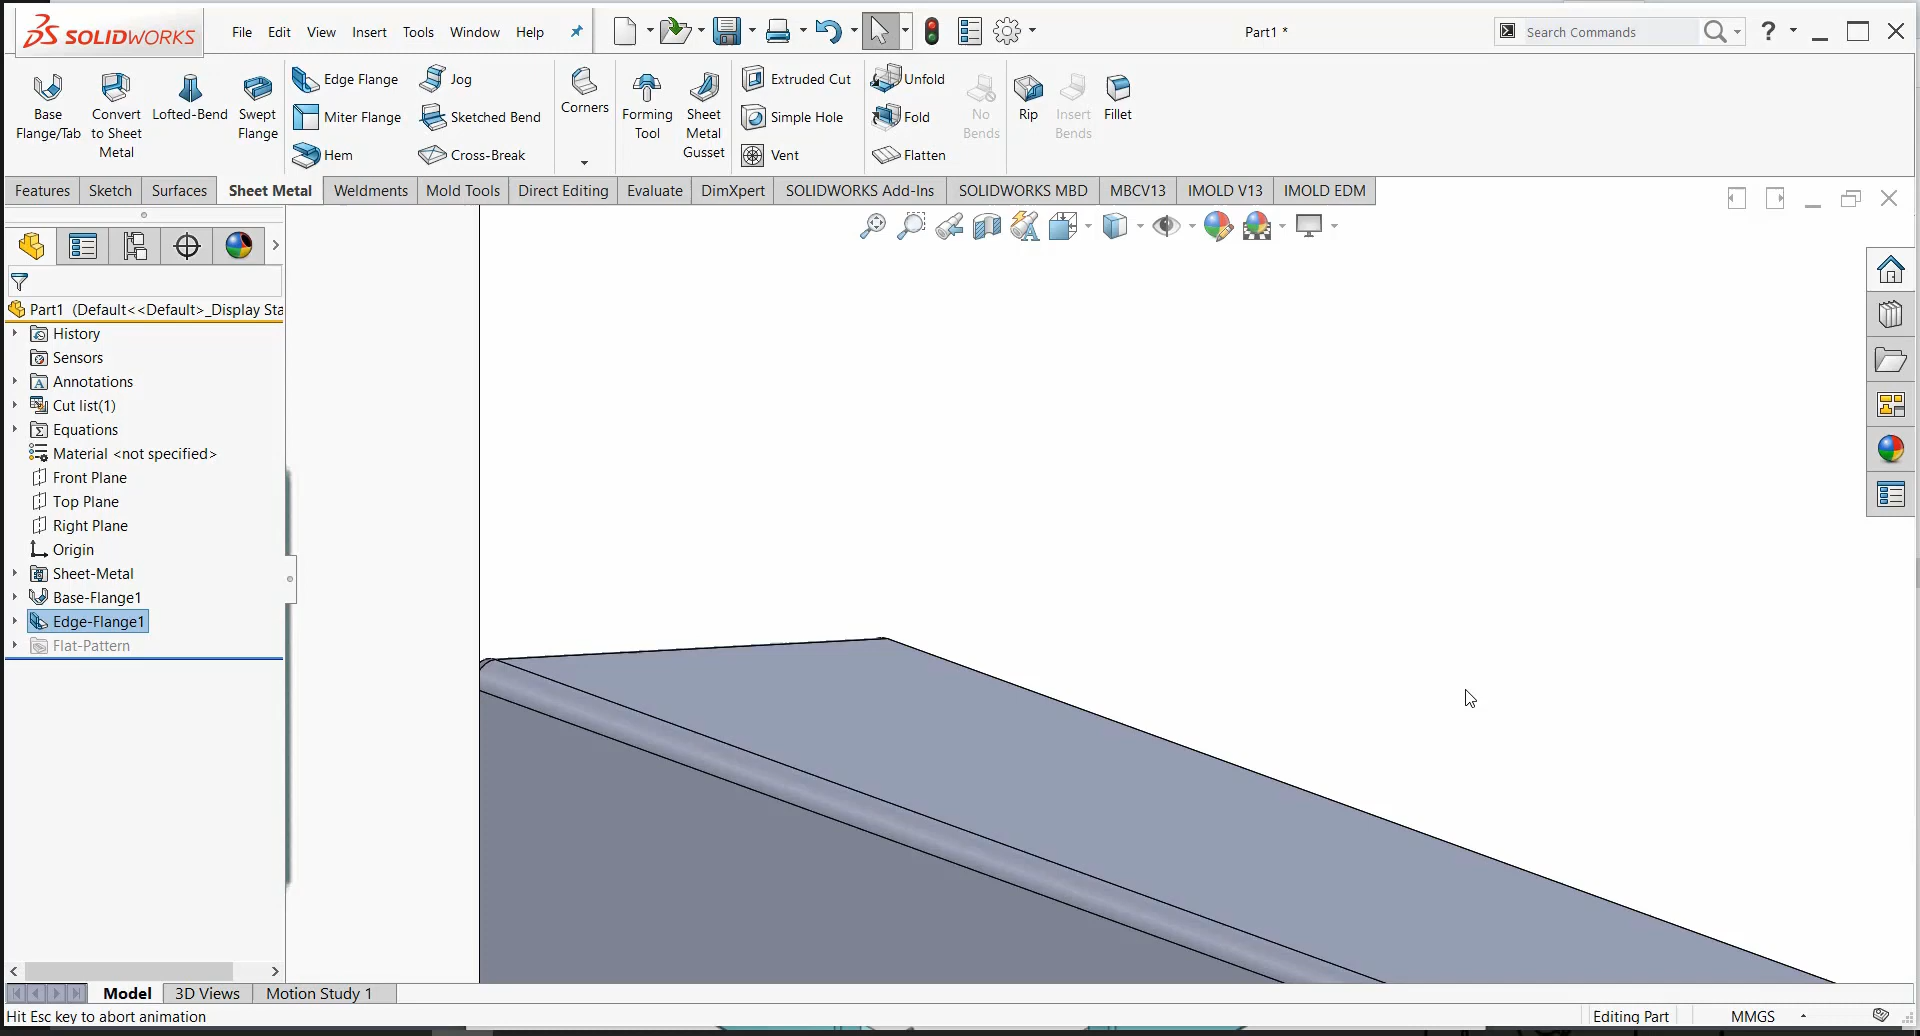 SOLIDWORKS
File Edit View Insert Tools Window Help
Part1 *
Search Commands
?
Base Flange/Tab
Convert to Sheet Metal
Lofted-Bend
Swept Flange
Edge Flange
Miter Flange
Hem
Jog
Sketched Bend
Cross-Break
Corners
Forming Tool
Sheet Metal Gusset
Extruded Cut
Simple Hole
Vent
Unfold
Fold
Flatten
No Bends
Rip
Insert Bends
Fillet
Features Sketch Surfaces Sheet Metal Weldments Mold Tools Direct Editing Evaluate DimXpert SOLIDWORKS Add-Ins SOLIDWORKS MBD MBCV13 IMOLD V13 IMOLD EDM
Part1 (Default<<Default>_Display Sta
History
Sensors
Annotations
Cut list(1)
Equations
Material <not specified>
Front Plane
Top Plane
Right Plane
Origin
Sheet-Metal
Base-Flange1
Edge-Flange1
Flat-Pattern
Model 3D Views Motion Study 1
Hit Esc key to abort animation
Editing Part
MMGS